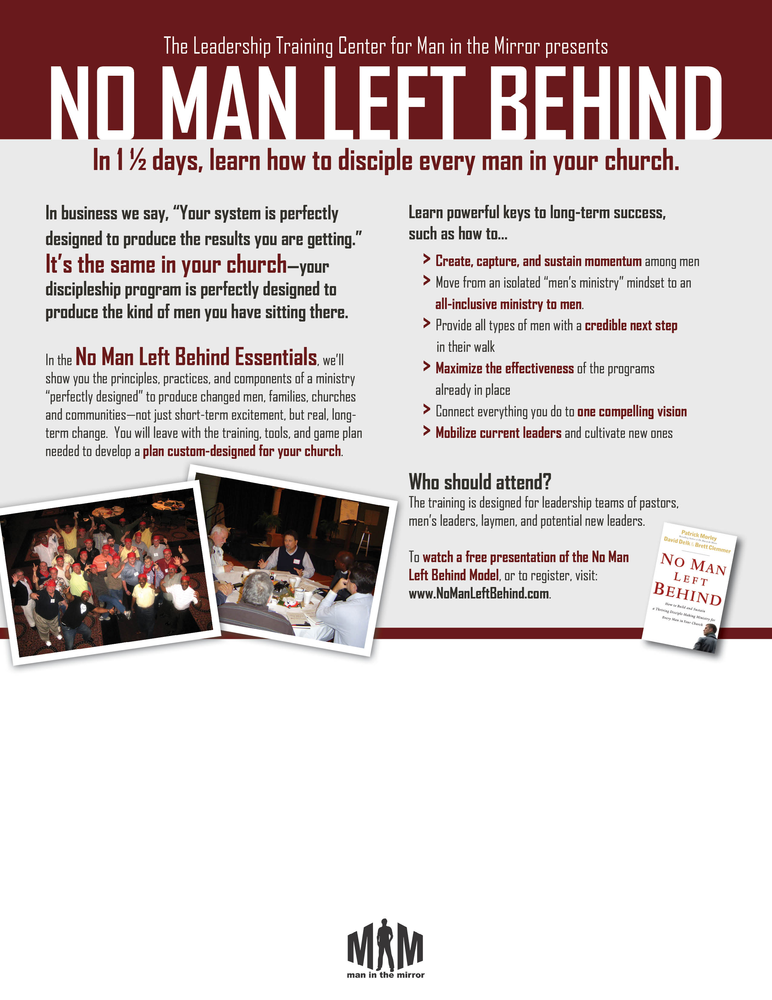 The Leadership Training Center for Man in the Mirror presents
NO MAN LEFT BEHIND
In 1 ½ days, learn how to disciple every man in your church.
In business we say, “Your system is perfectly
designed to produce the results you are getting.”
It’s the same in your church—your
discipleship program is perfectly designed to
produce the kind of men you have sitting there.
In the No Man Left Behind Essentials, we’ll
show you the principles, practices, and components of a ministry
“perfectly designed” to produce changed men, families, churches
and communities—not just short-term excitement, but real, long-
term change. You will leave with the training, tools, and game plan
needed to develop a plan custom-designed for your church.
Learn powerful keys to long-term success,
such as how to...
> Create, capture, and sustain momentum among men
> Move from an isolated “men’s ministry” mindset to an
all-inclusive ministry to men.
> Provide all types of men with a credible next step
in their walk
> Maximize the effectiveness of the programs
already in place
> Connect everything you do to one compelling vision
> Mobilize current leaders and cultivate new ones
Who should attend?
The training is designed for leadership teams of pastors,
men’s leaders, laymen, and potential new leaders.
To watch a free presentation of the No Man
Left Behind Model, or to register, visit:
www.NoManLeftBehind.com.
Patrick Morley
Bestselling Author of The Man in the Mirror
David Delk & Brett Clemmer
NO MAN
LEFT
BEHIND
How to Build and Sustain
a Thriving Disciple-Making Ministry for
Every Man in Your Church
MIM
man in the mirror